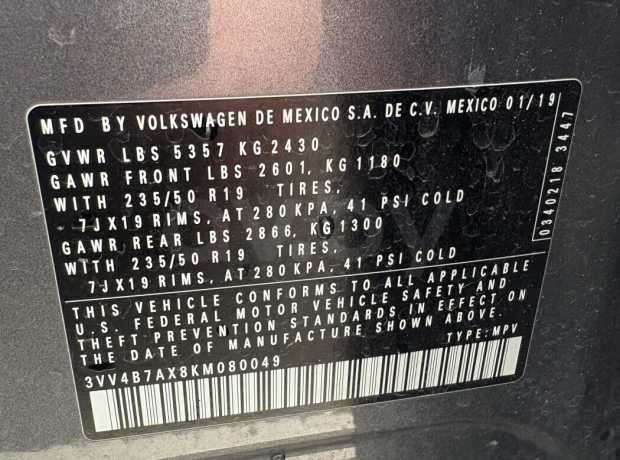 MFD BY VOLKSWAGEN DE MEXICO S.A. DE C.V. MEXICO 01/19
GVWR LBS 5357 KG 2430
GAWR FRONT LBS 2601, KG 1180
WITH 235/50 R19 TIRES,
7JX19 RIMS, AT 280 KPA, 41 PSI COLD
GAWR REAR LBS 2866, KG 1300
WITH 235/50 R19 TIRES,
7JX19 RIMS, AT 280 KPA, 41 PSI COLD
THIS VEHICLE CONFORMS TO ALL APPLICABLE
U.S. FEDERAL MOTOR VEHICLE SAFETY AND
THEFT PREVENTION STANDARDS IN EFFECT ON
THE DATE OF MANUFACTURE SHOWN ABOVE.
3VV4B7AX8KM080049 TYPE: MPV
0340218 3447